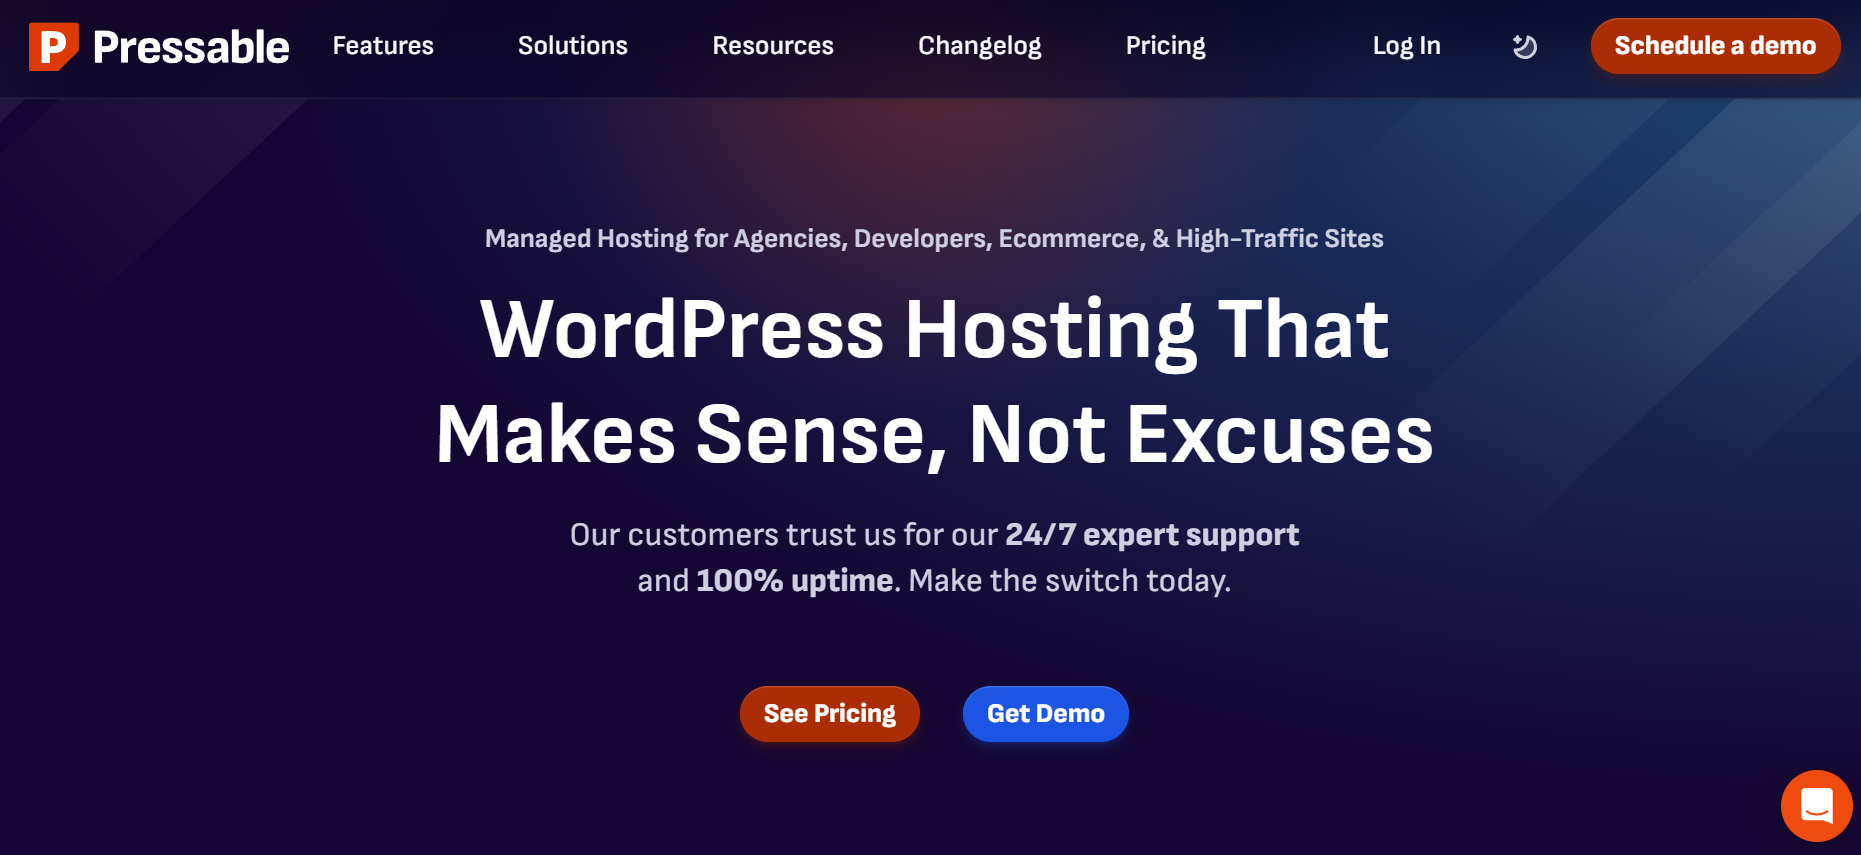 Pressable
Features
Solutions
Resources
Changelog
Pricing
Log In
Schedule a demo
Managed Hosting for Agencies, Developers, Ecommerce, & High-Traffic Sites
WordPress Hosting That
Makes Sense, Not Excuses
Our customers trust us for our 24/7 expert support
and 100% uptime. Make the switch today.
See Pricing
Get Demo